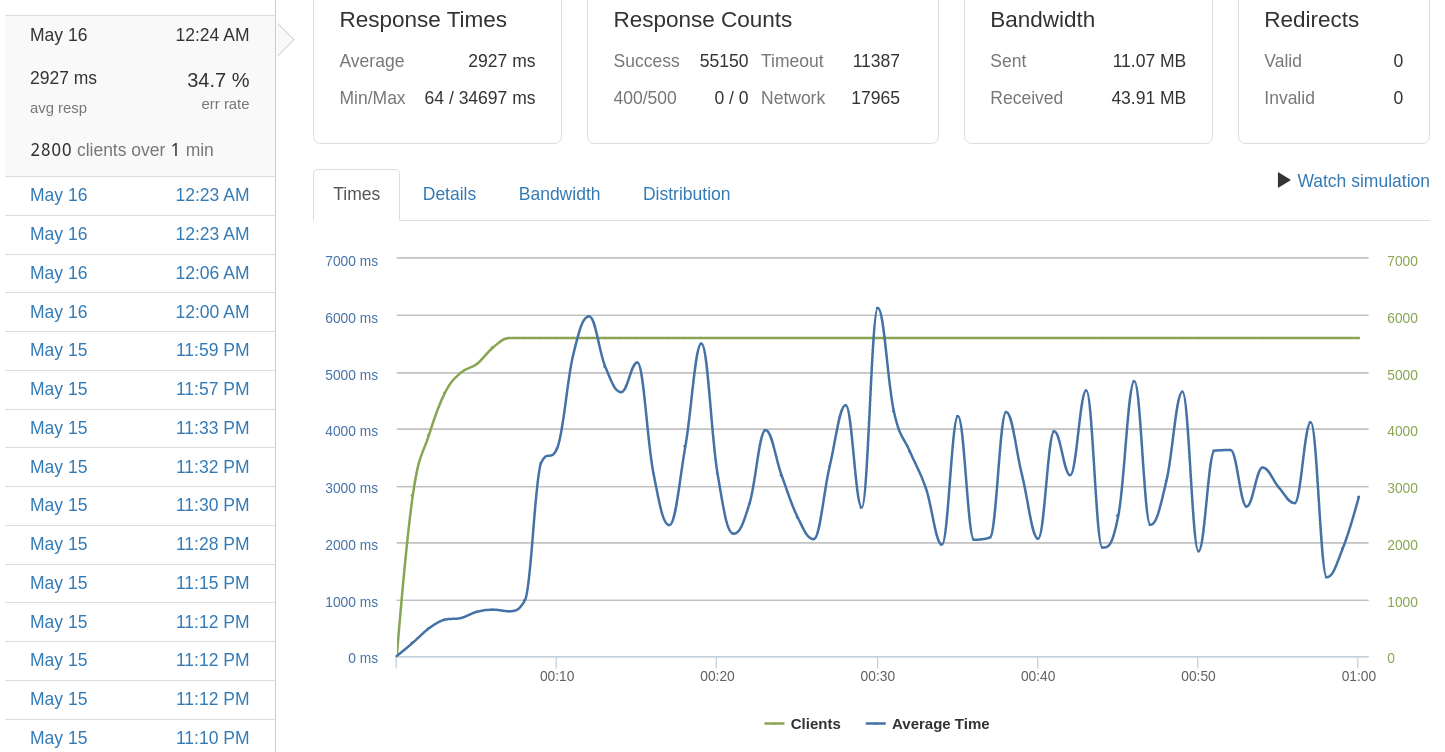 May 16 12:24 AM
2927 ms 34.7 %
avg resp err rate
2800 clients over 1 min
May 16 12:23 AM
May 16 12:23 AM
May 16 12:06 AM
May 16 12:00 AM
May 15 11:59 PM
May 15 11:57 PM
May 15 11:33 PM
May 15 11:32 PM
May 15 11:30 PM
May 15 11:28 PM
May 15 11:15 PM
May 15 11:12 PM
May 15 11:12 PM
May 15 11:12 PM
May 15 11:10 PM
Response Times
Average 2927 ms
Min/Max 64 / 34697 ms
Response Counts
Success 55150 Timeout 11387
400/500 0 / 0 Network 17965
Bandwidth
Sent 11.07 MB
Received 43.91 MB
Redirects
Valid 0
Invalid 0
Times Details Bandwidth Distribution
Watch simulation
7000 ms 7000
6000 ms 6000
5000 ms 5000
4000 ms 4000
3000 ms 3000
2000 ms 2000
1000 ms 1000
0 ms 0
00:10 00:20 00:30 00:40 00:50 01:00
Clients Average Time